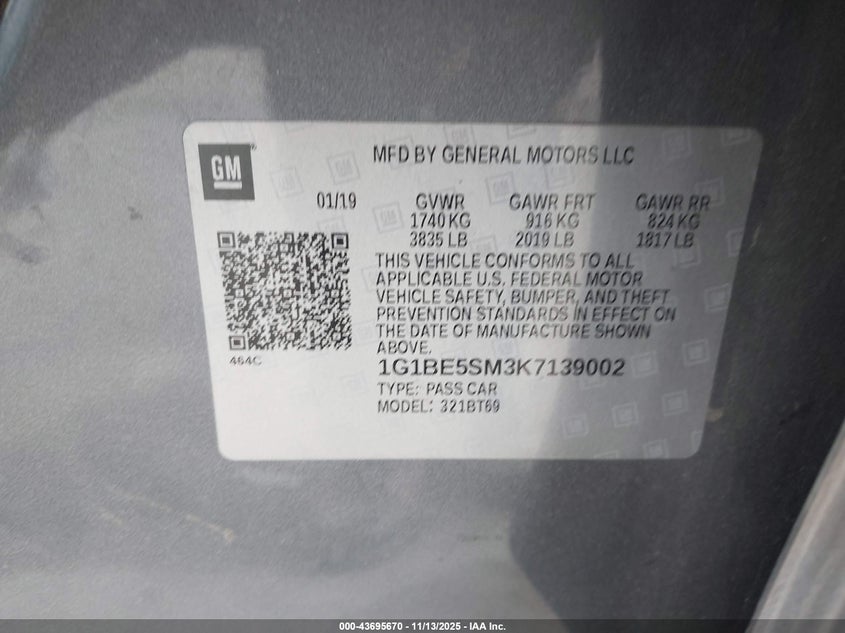 GM
MFD BY GENERAL MOTORS LLC
01/19 GVWR GAWR FRT GAWR RR
1740 KG 916 KG 824 KG
3835 LB 2019 LB 1817 LB
THIS VEHICLE CONFORMS TO ALL
APPLICABLE U.S. FEDERAL MOTOR
VEHICLE SAFETY, BUMPER, AND THEFT
PREVENTION STANDARDS IN EFFECT ON
THE DATE OF MANUFACTURE SHOWN
ABOVE.
464C
1G1BE5SM3K7139002
TYPE: PASS CAR
MODEL: 321BT69
000-43695670 - 11/13/2025 - IAA Inc.